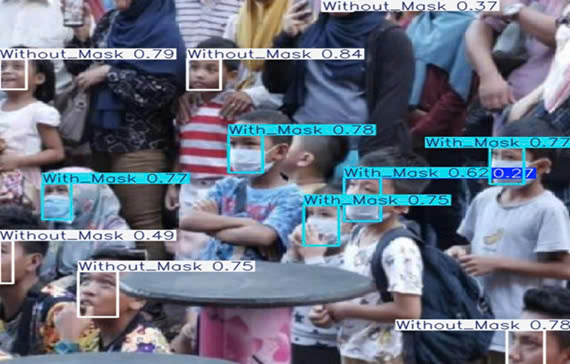 Without_Mask 0.37
Without_Mask 0.79
Without_Mask 0.84
With_Mask 0.78
With_Mask 0.77
With_Mask 0.62
0.27
With_Mask 0.77
With_Mask 0.75
Without_Mask 0.49
Without_Mask 0.75
Without_Mask 0.78